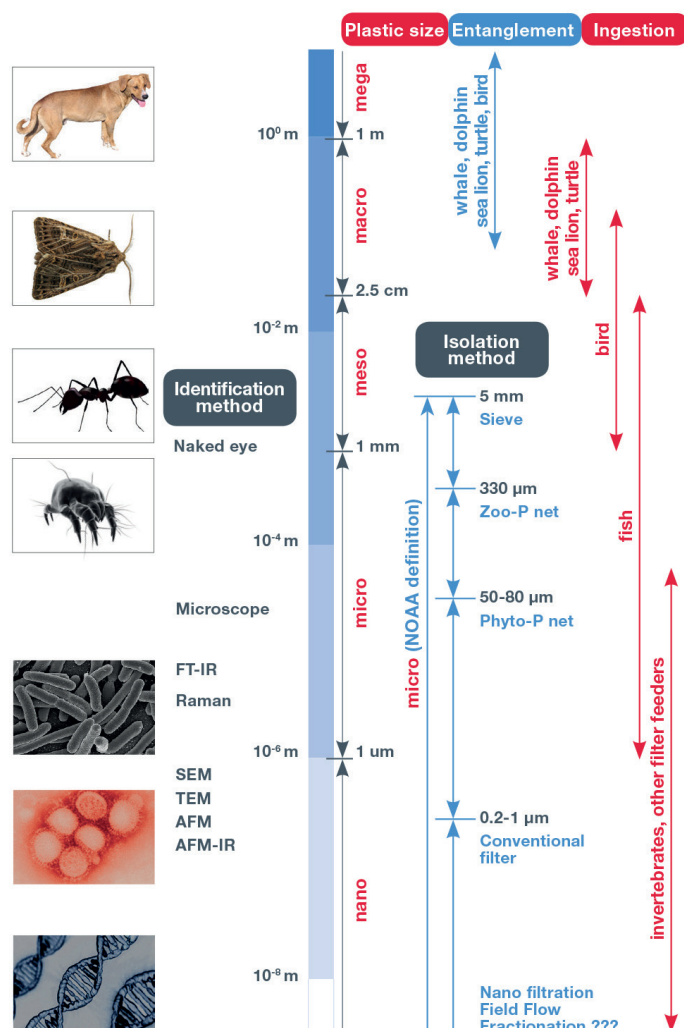 Plastic size
Entanglement
Ingestion
mega
whale, dolphin
sea lion, turtle, bird
10⁰ m
1 m
macro
whale, dolphin
sea lion, turtle
2.5 cm
10⁻² m
bird
Isolation
method
meso
Identification
method
5 mm
Sieve
Naked eye
1 mm
330 µm
Zoo-P net
fish
10⁻⁴ m
micro (NOAA definition)
micro
50-80 µm
Phyto-P net
Microscope
FT-IR
Raman
10⁻⁶ m
1 um
SEM
TEM
AFM
AFM-IR
0.2-1 µm
Conventional
filter
invertebrates, other filter feeders
nano
10⁻⁸ m
Nano filtration
Field Flow
Fractionation ???